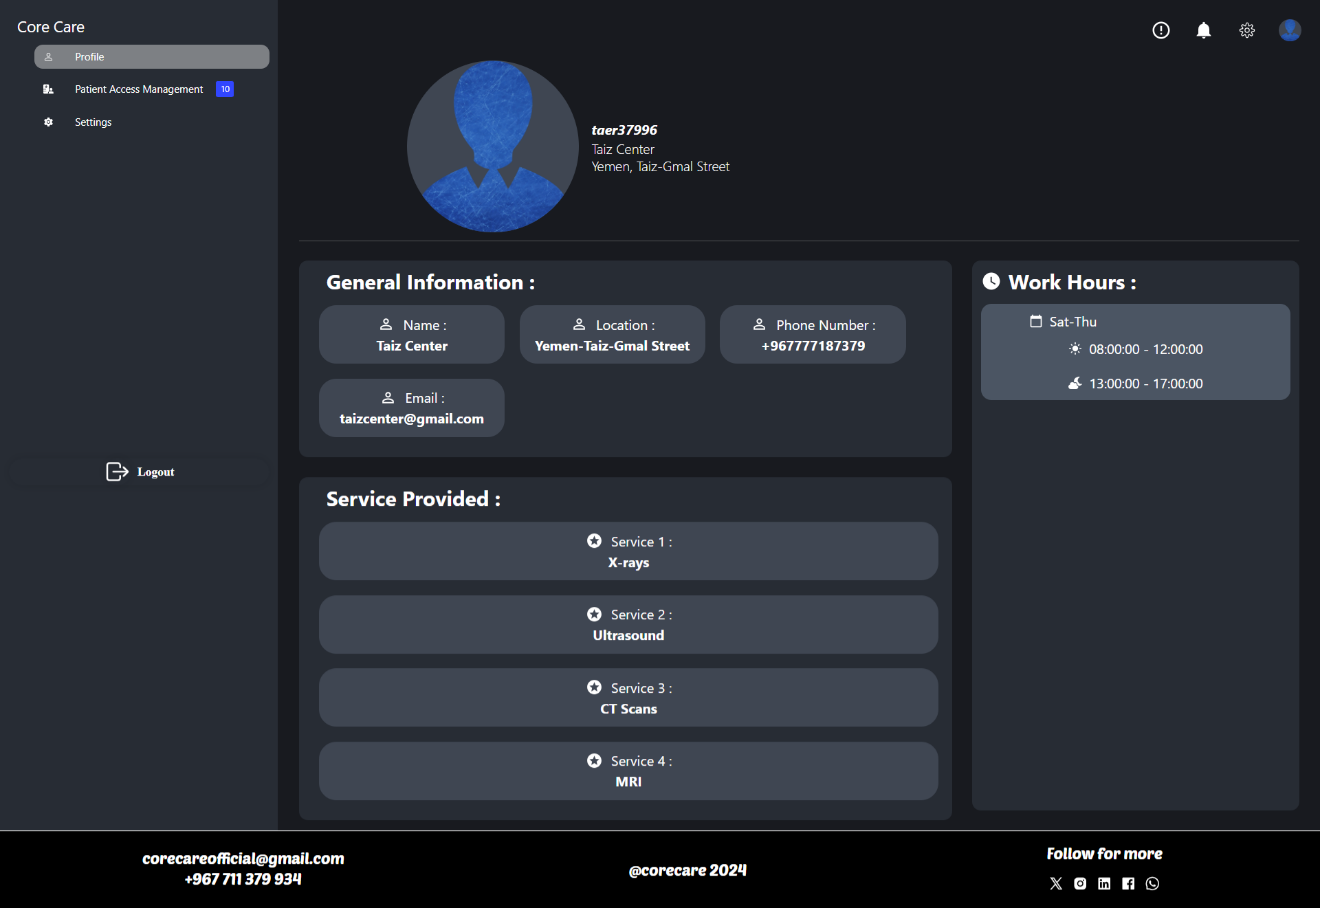 Core Care
Profile
Patient Access Management 10
Settings
Logout
taer37996
Taiz Center
Yemen, Taiz-Gmal Street
General Information :
Name :
Taiz Center
Location :
Yemen-Taiz-Gmal Street
Phone Number :
+967777187379
Email :
taizcenter@gmail.com
Service Provided :
Service 1 :
X-rays
Service 2 :
Ultrasound
Service 3 :
CT Scans
Service 4 :
MRI
Work Hours :
Sat-Thu
08:00:00 - 12:00:00
13:00:00 - 17:00:00
corecareofficial@gmail.com
+967 711 379 934
@corecare 2024
Follow for more